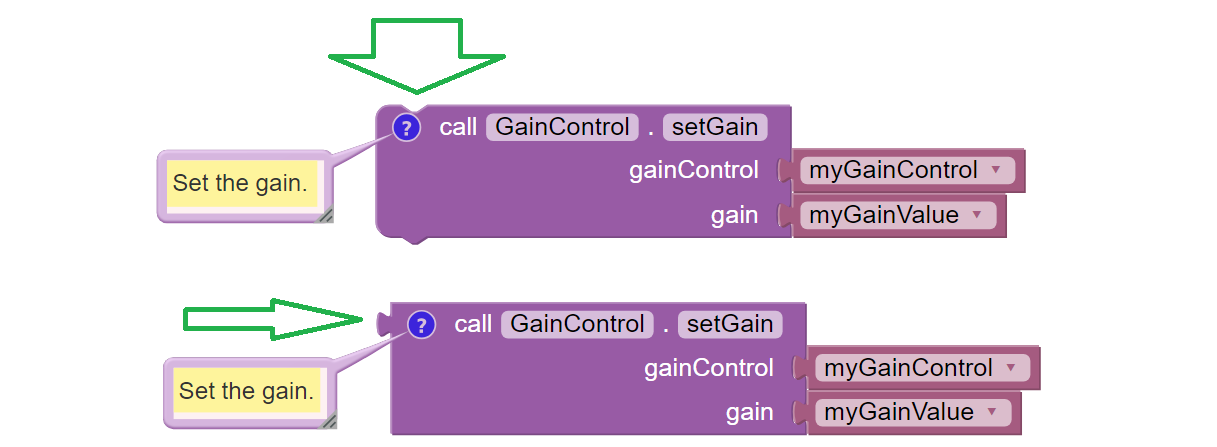 ? call GainControl . setGain
Set the gain.
gainControl myGainControl
gain myGainValue
? call GainControl . setGain
gainControl myGainControl
Set the gain.
gain myGainValue